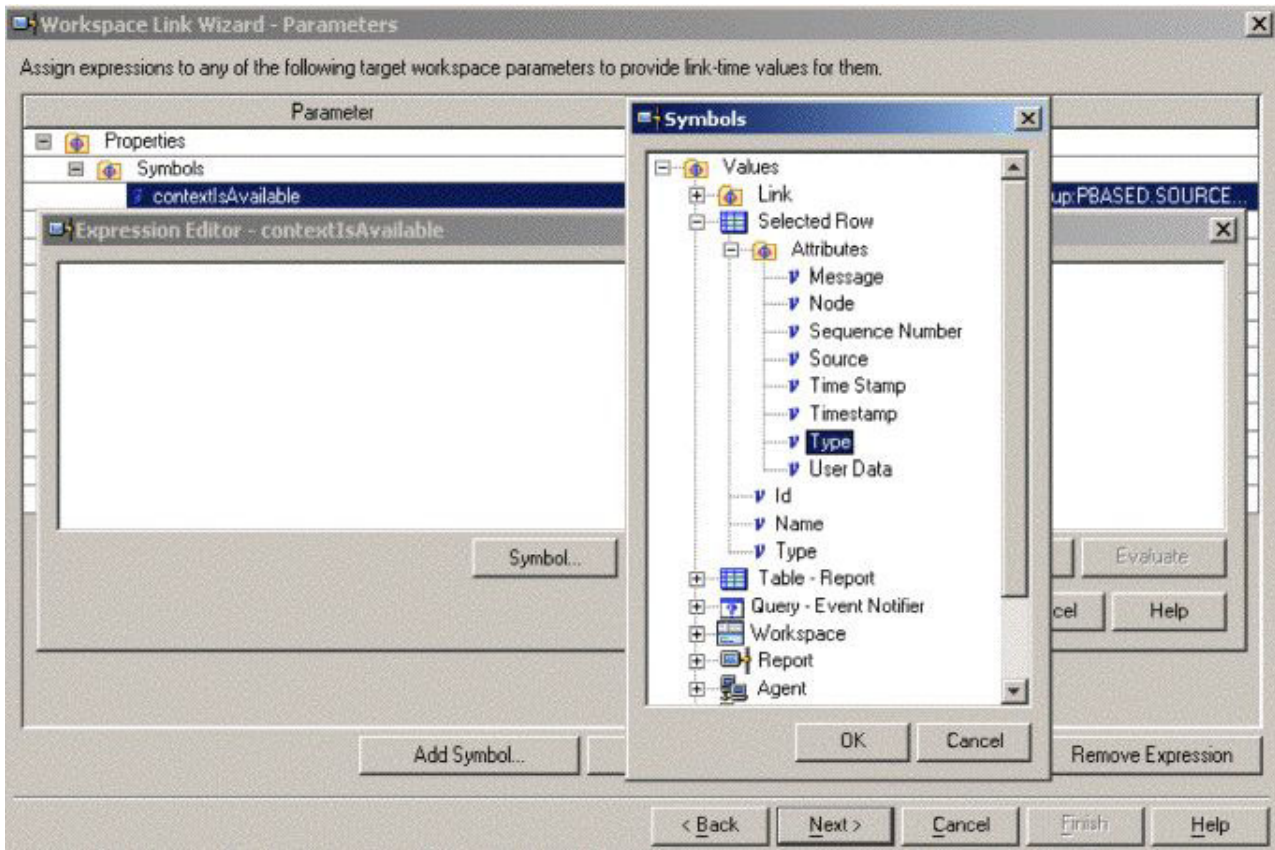 Workspace Link Wizard - Parameters
Assign expressions to any of the following target workspace parameters to provide link-time values for them.
Parameter
Properties
Symbols
contextIsAvailable
up:PBASED.SOURCE...
Expression Editor - contextIsAvailable
Symbol...
Evaluate
cel
Help
Symbols
Values
Link
Selected Row
Attributes
Message
Node
Sequence Number
Source
Time Stamp
Timestamp
Type
User Data
Id
Name
Type
Table - Report
Query - Event Notifier
Workspace
Report
Agent
OK
Cancel
Add Symbol...
Remove Expression
< Back
Next >
Cancel
Finish
Help